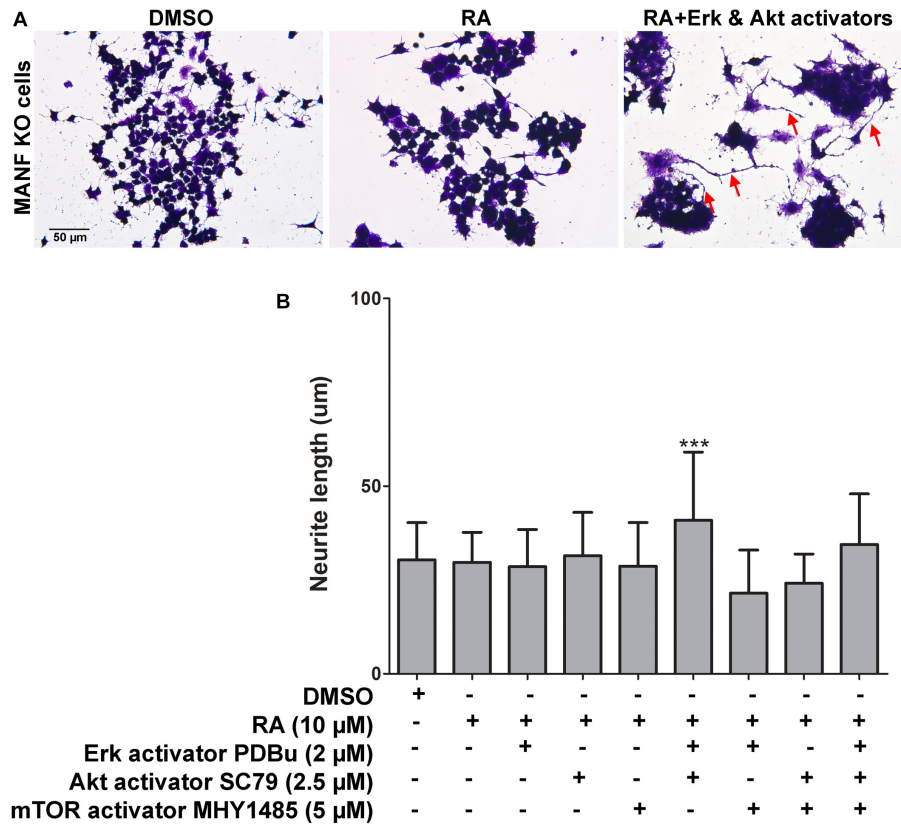 A
DMSO
RA
RA+Erk & Akt activators
MANF KO cells
50 µm
B
100
50
0
Neurite length (um)
***
DMSO + - - - - - - - -
RA (10 µM) - + + + + + + + +
Erk activator PDBu (2 µM) - - + - - + + - +
Akt activator SC79 (2.5 µM) - - - + - + - + +
mTOR activator MHY1485 (5 µM) - - - - + - + + +